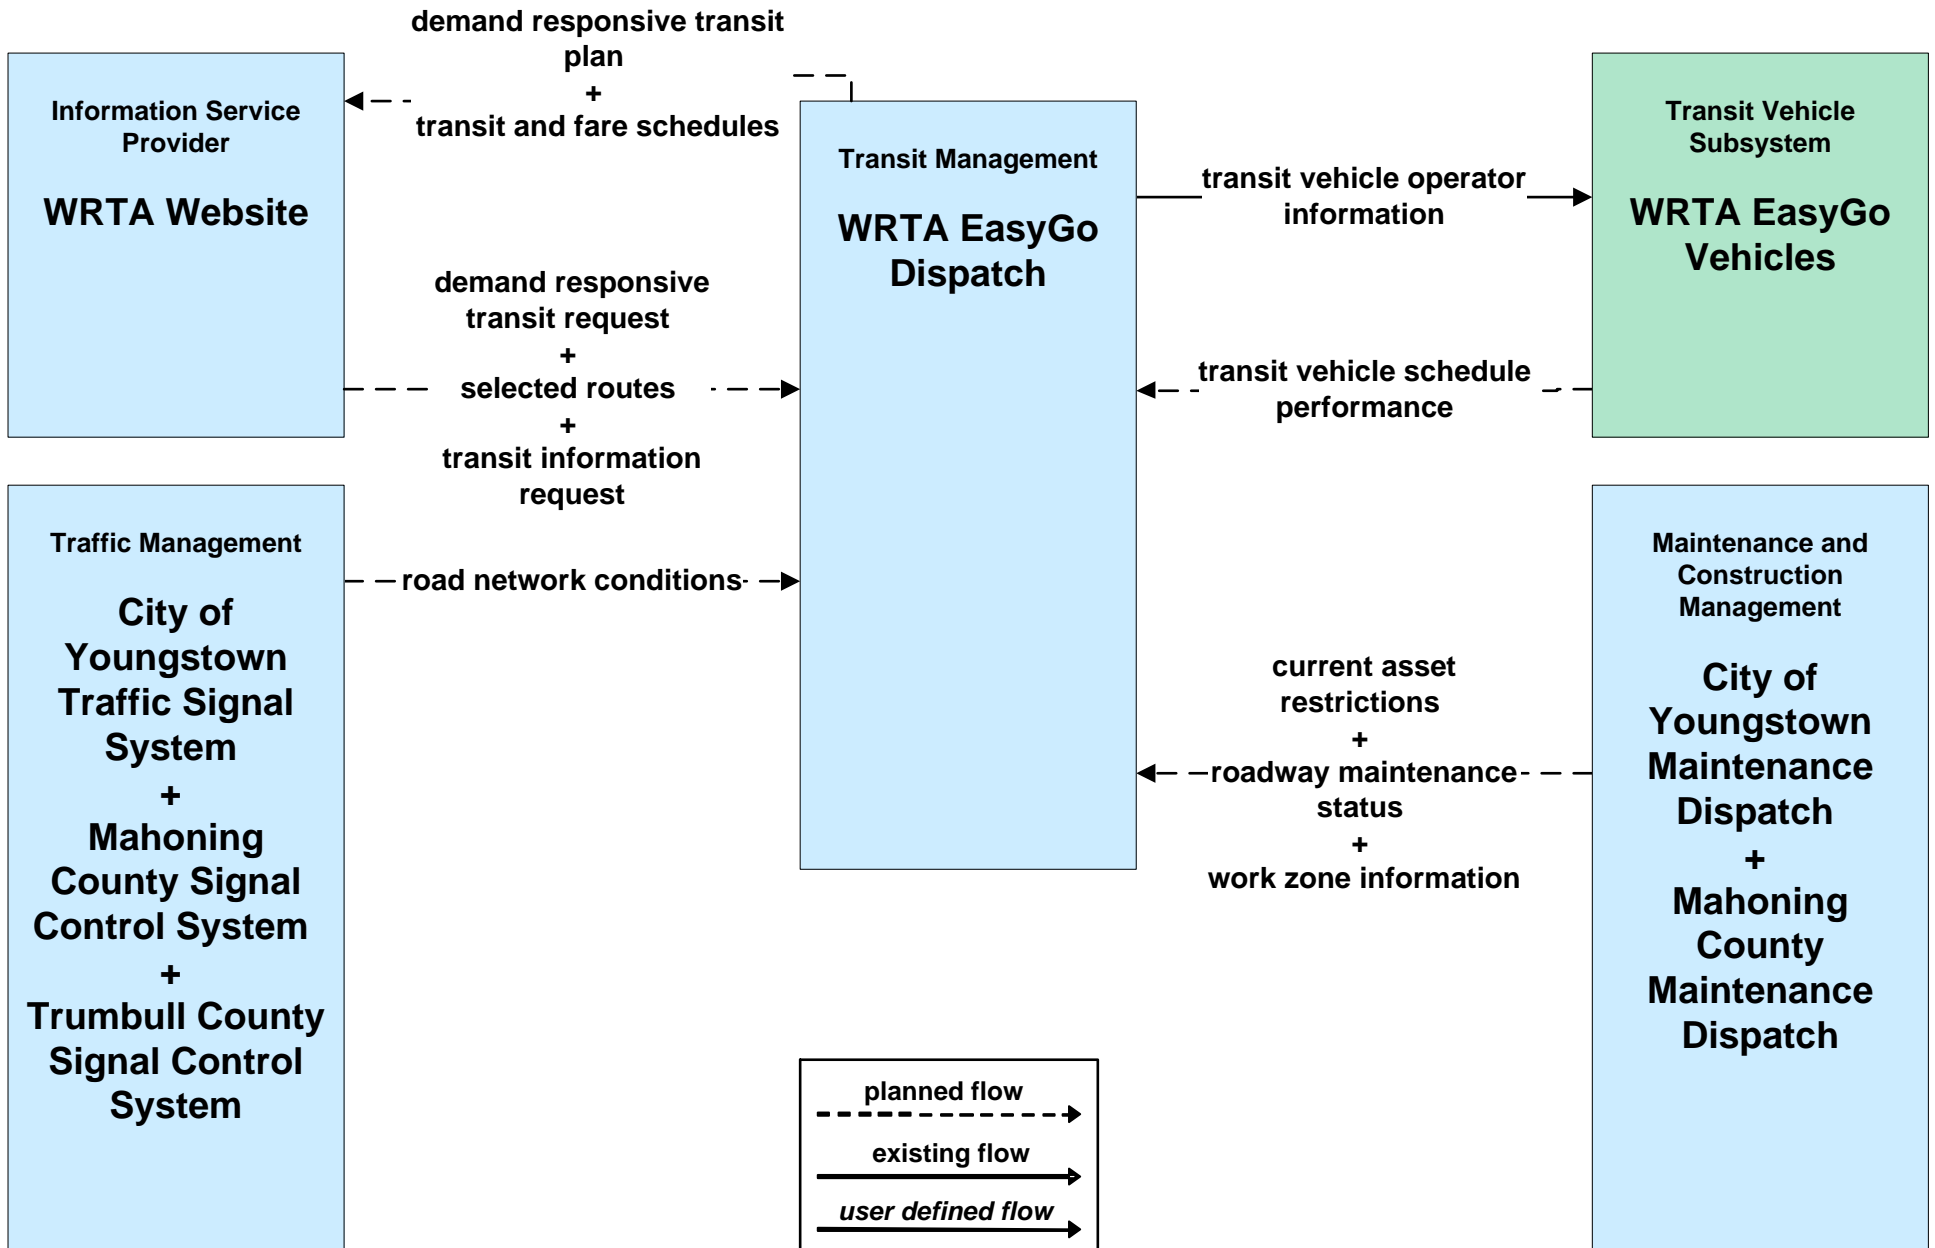 demand responsive transit
plan
+
transit and fare schedules
Information Service
Provider
WRTA Website
Transit Management
WRTA EasyGo
Dispatch
transit vehicle operator
information
Transit Vehicle
Subsystem
WRTA EasyGo
Vehicles
demand responsive
transit request
+
selected routes
+
transit information
request
transit vehicle schedule
performance
Traffic Management
City of
Youngstown
Traffic Signal
System
+
Mahoning
County Signal
Control System
+
Trumbull County
Signal Control
System
road network conditions
current asset
restrictions
+
roadway maintenance
status
+
work zone information
Maintenance and
Construction
Management
City of
Youngstown
Maintenance
Dispatch
+
Mahoning
County
Maintenance
Dispatch
planned flow
existing flow
user defined flow